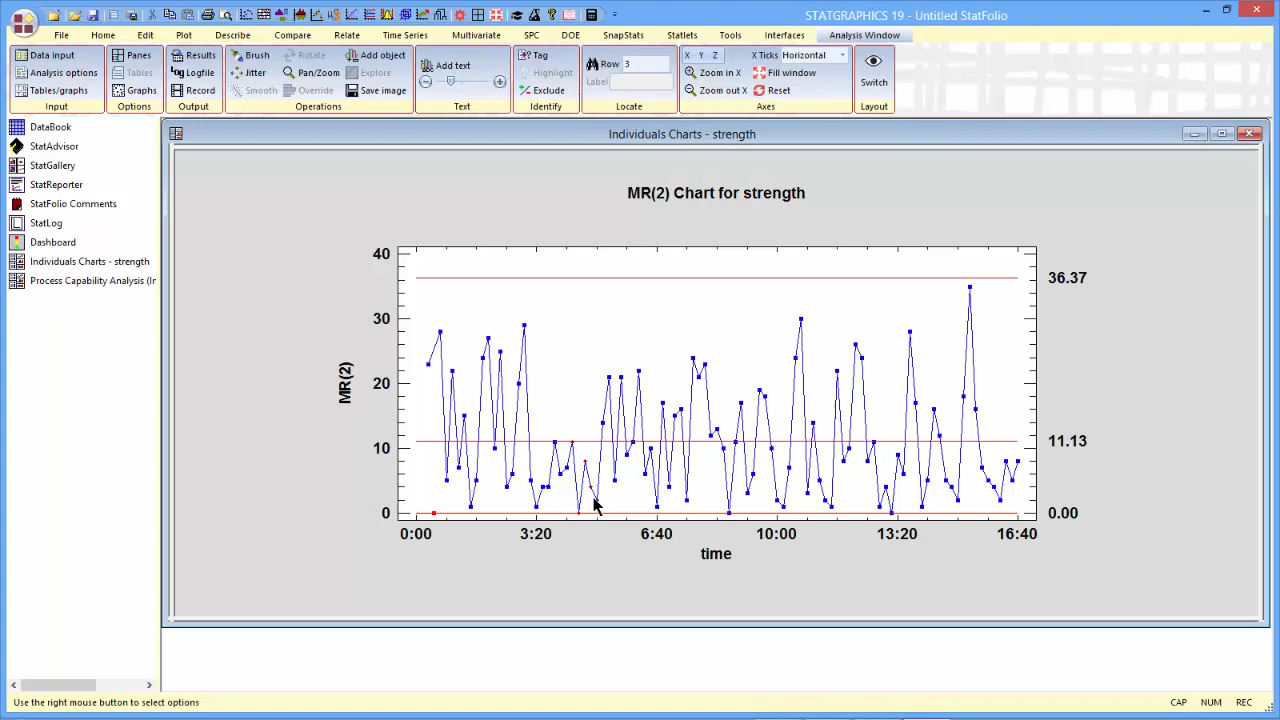 STATGRAPHICS 19 - Untitled StatFolio
File Home Edit Plot Describe Compare Relate Time Series Multivariate SPC DOE SnapStats Statlets Tools Interfaces Analysis Window
Data input Panes Results Brush Rotate Add object Add text Tag Row 3 X Y Z X Ticks Horizontal
Analysis options Tables Logfile Jitter Pan/Zoom Explore Highlight Label Zoom in X Fill window Switch
Tables/graphs Graphs Record Smooth Override Save image Exclude Zoom out X Reset
Input Options Output Operations Text Identify Locate Axes Layout
DataBook
StatAdvisor
StatGallery
StatReporter
StatFolio Comments
StatLog
Dashboard
Individuals Charts - strength
Process Capability Analysis (In
Individuals Charts - strength
MR(2) Chart for strength
40
30
20
10
0
MR(2)
36.37
11.13
0.00
0:00 3:20 6:40 10:00 13:20 16:40
time
Use the right mouse button to select options CAP NUM REC